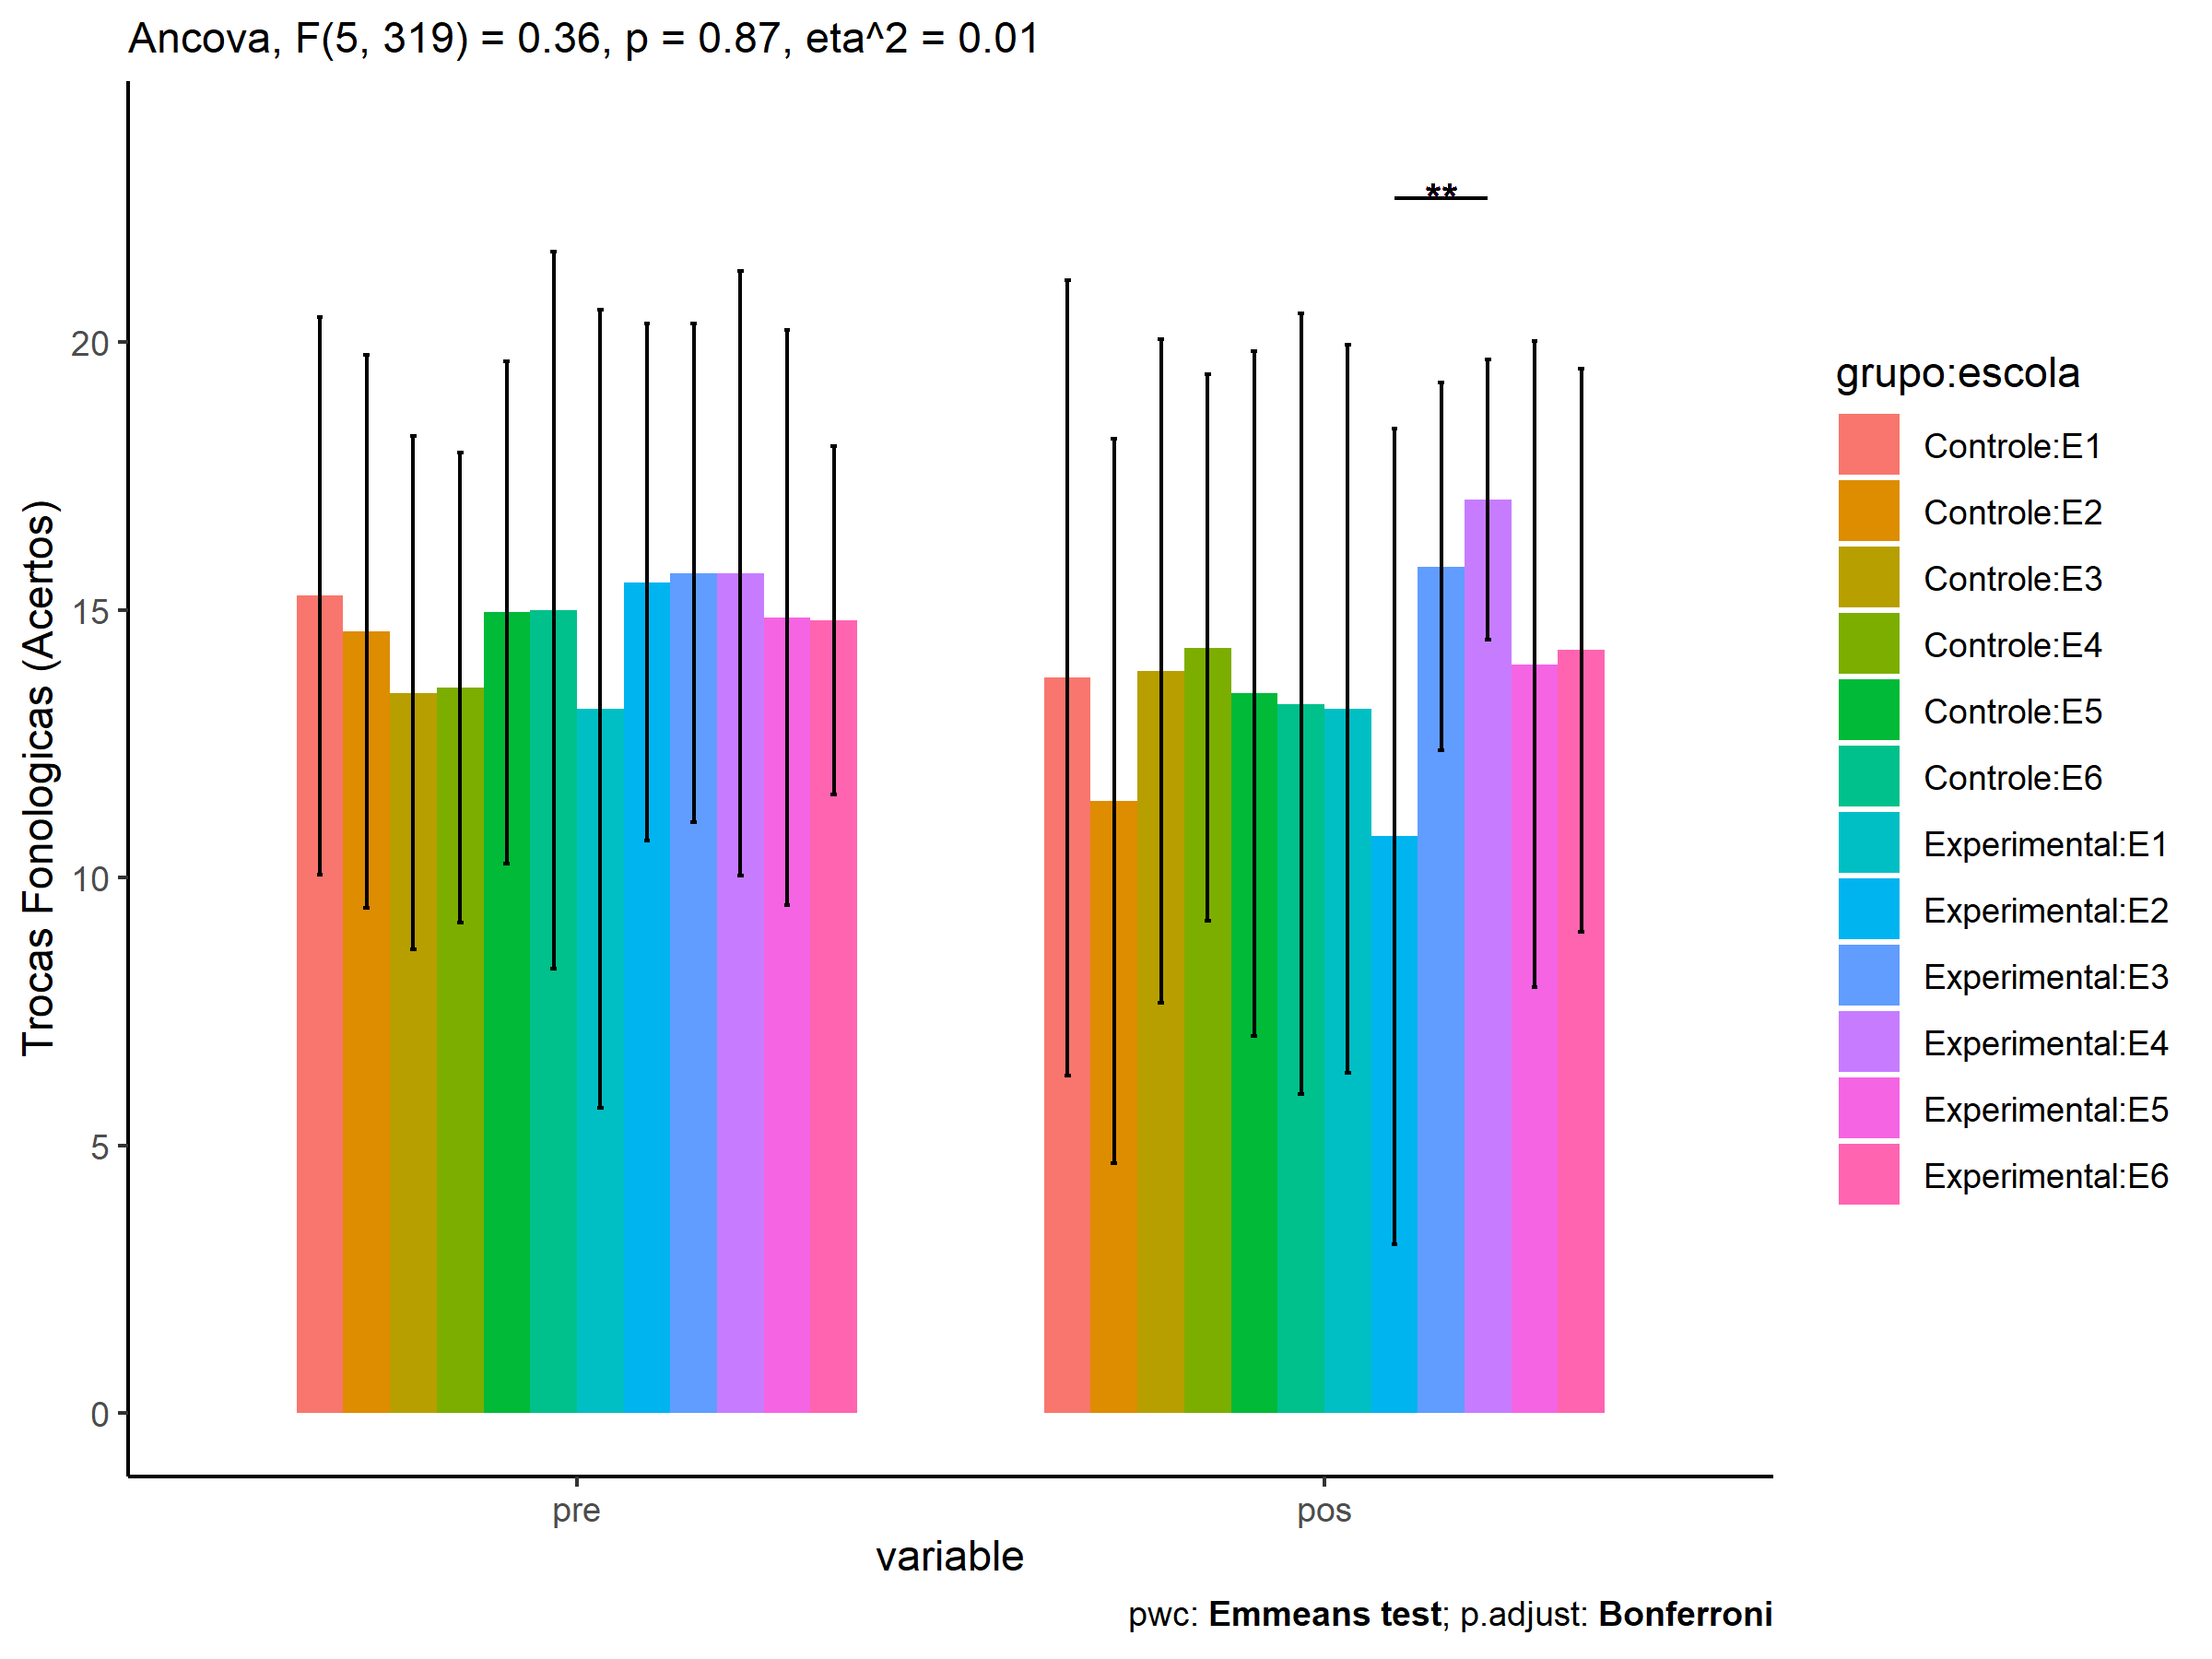 Ancova, F(5, 319) = 0.36, p = 0.87, eta^2 = 0.01
**
Trocas Fonologicas (Acertos)
20
15
10
5
0
pre
pos
variable
pwc: Emmeans test; p.adjust: Bonferroni
grupo:escola
Controle:E1
Controle:E2
Controle:E3
Controle:E4
Controle:E5
Controle:E6
Experimental:E1
Experimental:E2
Experimental:E3
Experimental:E4
Experimental:E5
Experimental:E6